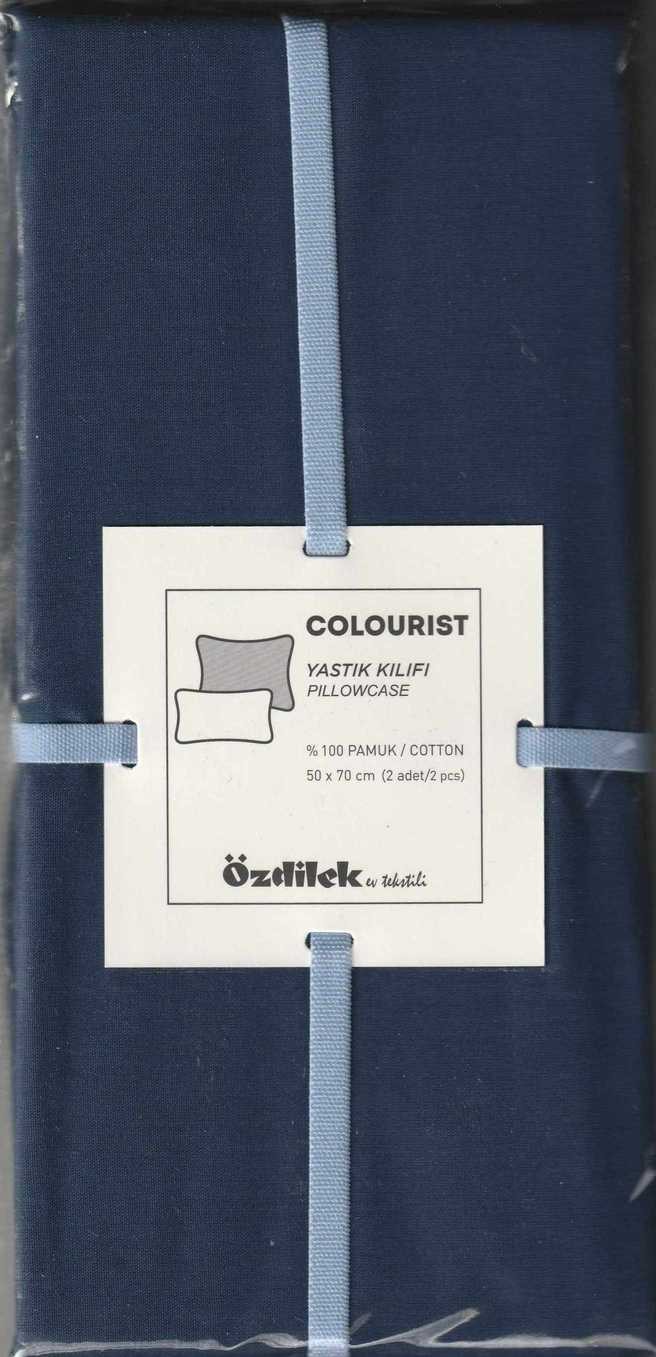 COLOURIST
YASTIK KILIFI
PILLOWCASE
% 100 PAMUK / COTTON
50 x 70 cm (2 adet/2 pcs)
Özdilek ev tekstili